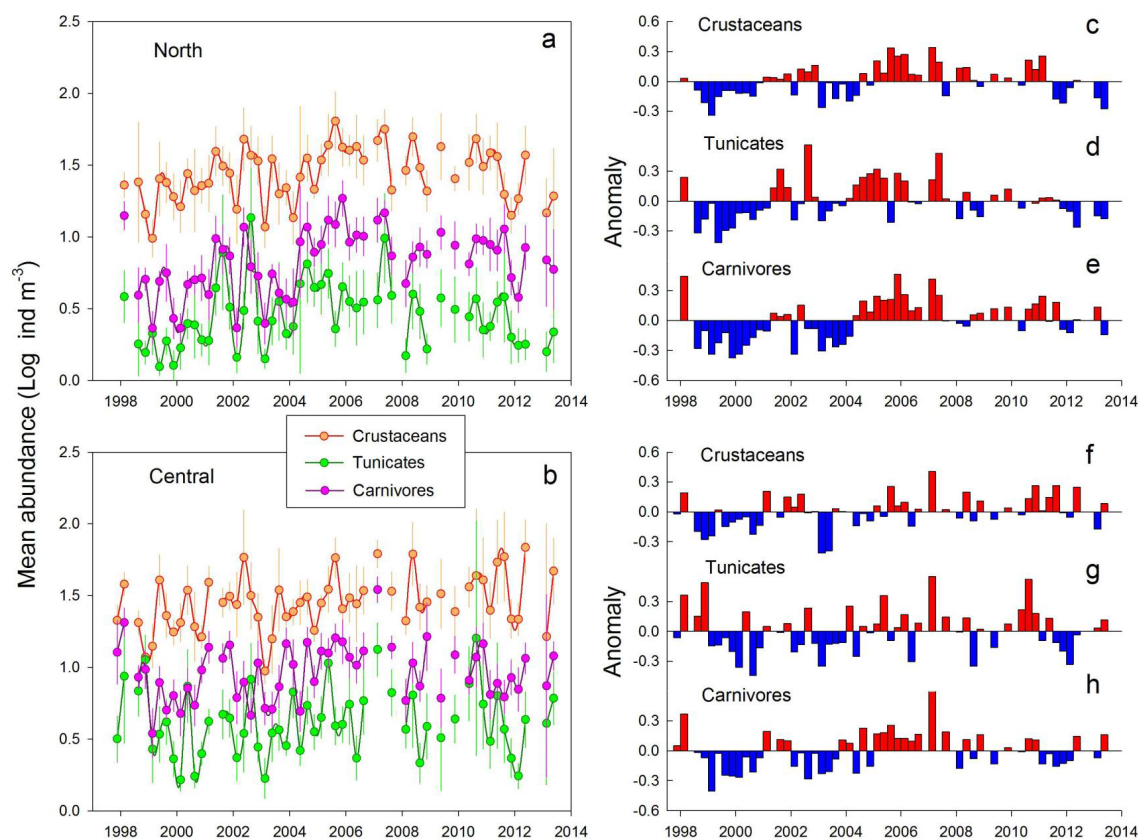 Mean abundance (Log ind m-3)
North
a
2.5
2.0
1.5
1.0
0.5
0.0
1998 2000 2002 2004 2006 2008 2010 2012 2014
Crustaceans
Tunicates
Carnivores
Central
b
2.5
2.0
1.5
1.0
0.5
0.0
1998 2000 2002 2004 2006 2008 2010 2012 2014
Anomaly
Crustaceans
c
0.6
0.3
0.0
-0.3
Tunicates
d
0.3
0.0
-0.3
Carnivores
e
0.3
0.0
-0.3
-0.6
1998 2000 2002 2004 2006 2008 2010 2012 2014
Anomaly
Crustaceans
f
0.6
0.3
0.0
-0.3
Tunicates
g
0.3
0.0
-0.3
Carnivores
h
0.3
0.0
-0.3
-0.6
1998 2000 2002 2004 2006 2008 2010 2012 2014